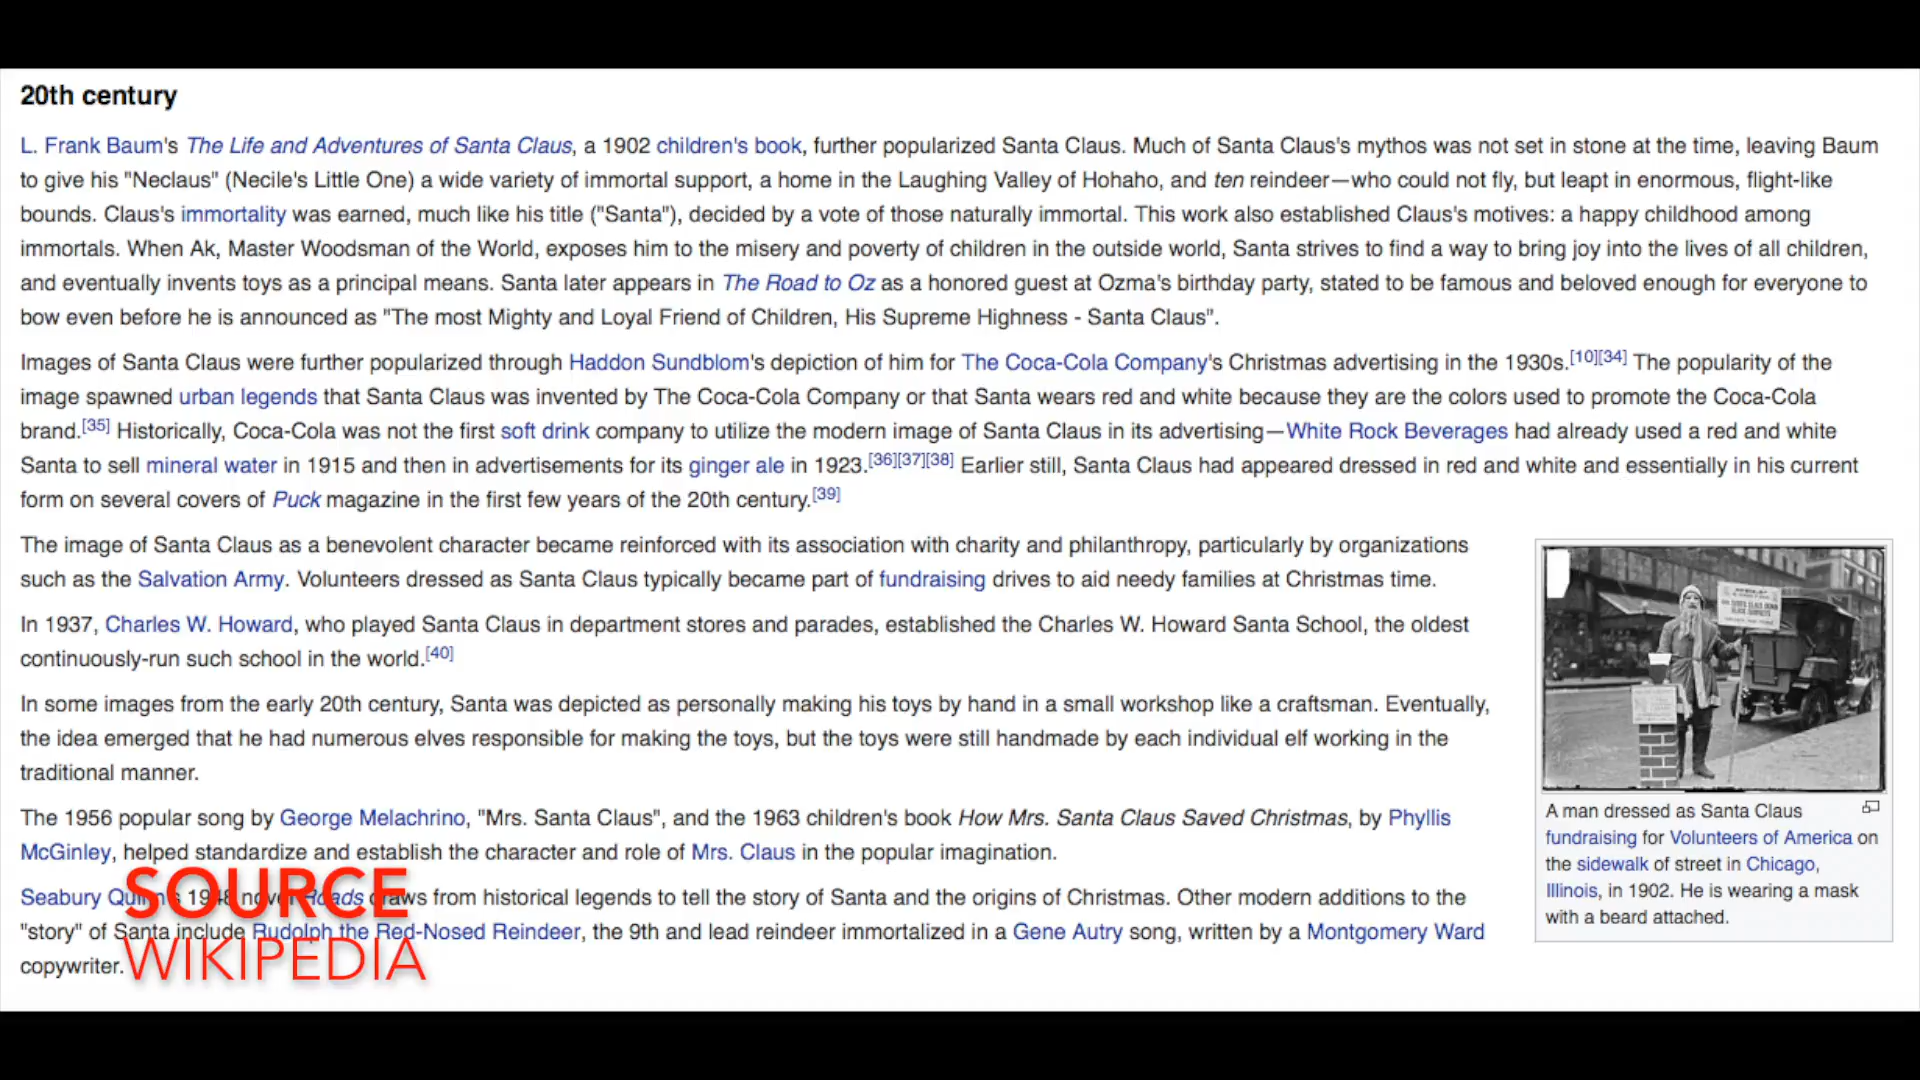 20th century
L. Frank Baum's The Life and Adventures of Santa Claus, a 1902 children's book, further popularized Santa Claus. Much of Santa Claus's mythos was not set in stone at the time, leaving Baum
to give his "Neclaus" (Necile's Little One) a wide variety of immortal support, a home in the Laughing Valley of Hohaho, and ten reindeer—who could not fly, but leapt in enormous, flight-like
bounds. Claus's immortality was earned, much like his title ("Santa"), decided by a vote of those naturally immortal. This work also established Claus's motives: a happy childhood among
immortals. When Ak, Master Woodsman of the World, exposes him to the misery and poverty of children in the outside world, Santa strives to find a way to bring joy into the lives of all children,
and eventually invents toys as a principal means. Santa later appears in The Road to Oz as a honored guest at Ozma's birthday party, stated to be famous and beloved enough for everyone to
bow even before he is announced as "The most Mighty and Loyal Friend of Children, His Supreme Highness - Santa Claus".
Images of Santa Claus were further popularized through Haddon Sundblom's depiction of him for The Coca-Cola Company's Christmas advertising in the 1930s.[10][34] The popularity of the
image spawned urban legends that Santa Claus was invented by The Coca-Cola Company or that Santa wears red and white because they are the colors used to promote the Coca-Cola
brand.[35] Historically, Coca-Cola was not the first soft drink company to utilize the modern image of Santa Claus in its advertising—White Rock Beverages had already used a red and white
Santa to sell mineral water in 1915 and then in advertisements for its ginger ale in 1923.[36][37][38] Earlier still, Santa Claus had appeared dressed in red and white and essentially in his current
form on several covers of Puck magazine in the first few years of the 20th century.[39]
The image of Santa Claus as a benevolent character became reinforced with its association with charity and philanthropy, particularly by organizations
such as the Salvation Army. Volunteers dressed as Santa Claus typically became part of fundraising drives to aid needy families at Christmas time.
In 1937, Charles W. Howard, who played Santa Claus in department stores and parades, established the Charles W. Howard Santa School, the oldest
continuously-run such school in the world.[40]
In some images from the early 20th century, Santa was depicted as personally making his toys by hand in a small workshop like a craftsman. Eventually,
the idea emerged that he had numerous elves responsible for making the toys, but the toys were still handmade by each individual elf working in the
traditional manner.
The 1956 popular song by George Melachrino, "Mrs. Santa Claus", and the 1963 children's book How Mrs. Santa Claus Saved Christmas, by Phyllis
McGinley, helped standardize and establish the character and role of Mrs. Claus in the popular imagination.
Seabury from historical legends to tell the story of Santa and the origins of Christmas. Other modern additions to the
"story" of Santa include Rudolph the Red-Nosed Reindeer, the 9th and lead reindeer immortalized in a Gene Autry song, written by a Montgomery Ward
copywriter.
SOURCE
WIKIPEDIA
A man dressed as Santa Claus
fundraising for Volunteers of America on
the sidewalk of street in Chicago,
Illinois, in 1902. He is wearing a mask
with a beard attached.